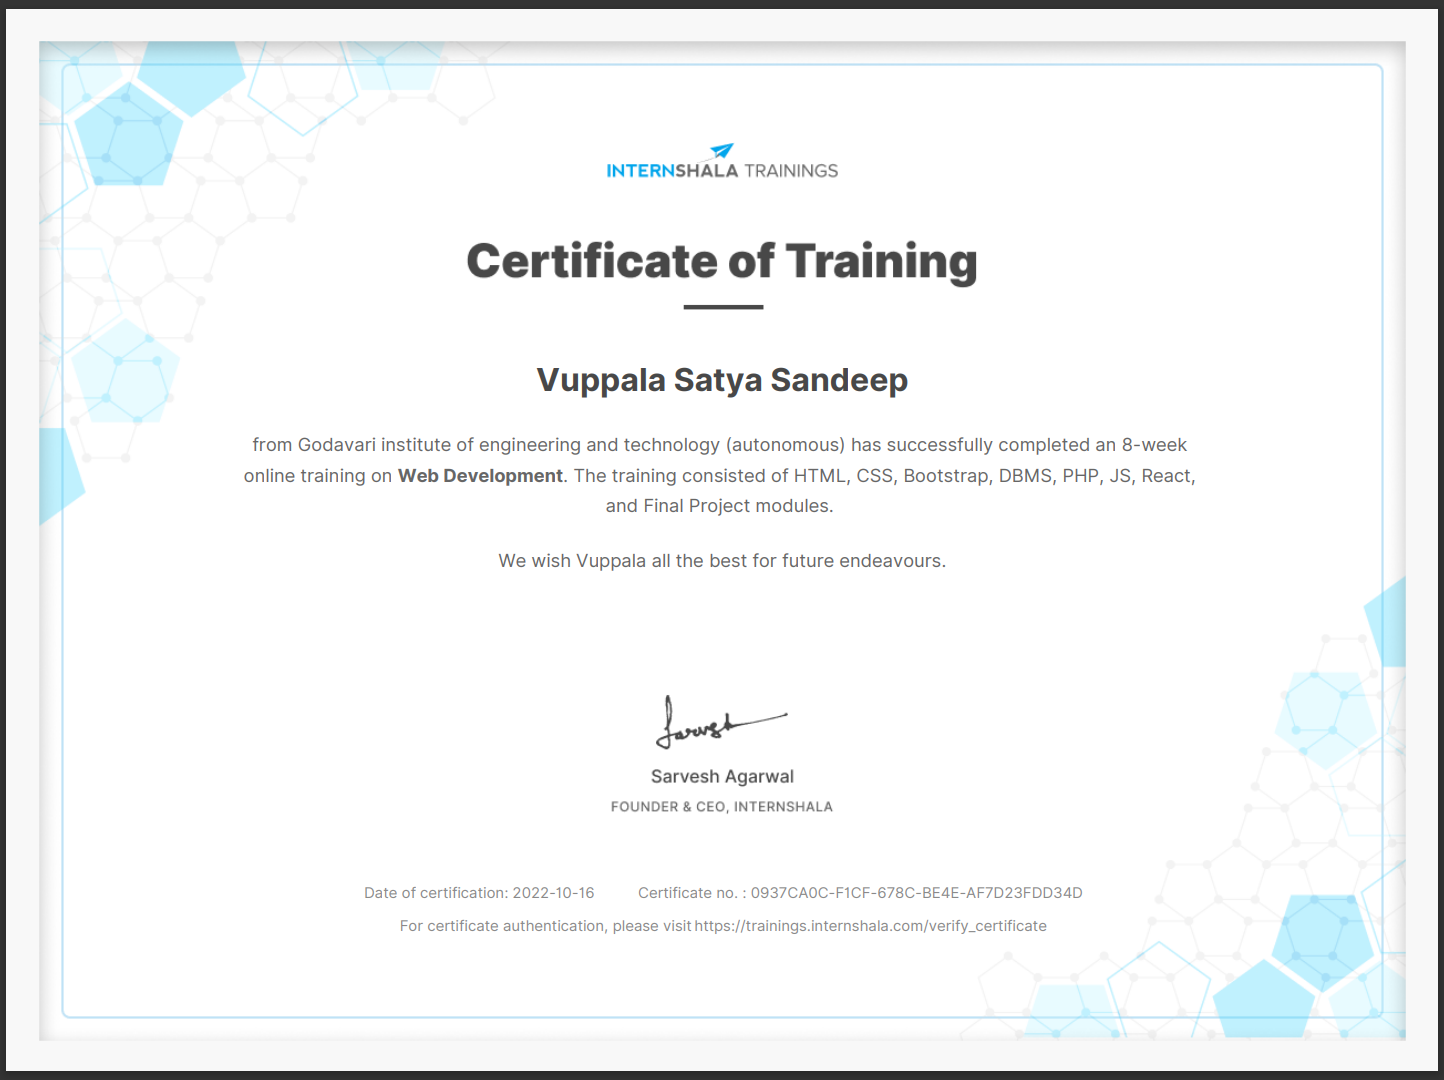 INTERNSHALA TRAININGS
Certificate of Training
Vuppala Satya Sandeep
from Godavari institute of engineering and technology (autonomous) has successfully completed an 8-week
online training on Web Development. The training consisted of HTML, CSS, Bootstrap, DBMS, PHP, JS, React,
and Final Project modules.
We wish Vuppala all the best for future endeavours.
Sarvesh
Sarvesh Agarwal
FOUNDER & CEO, INTERNSHALA
Date of certification: 2022-10-16 Certificate no. : 0937CA0C-F1CF-678C-BE4E-AF7D23FDD34D
For certificate authentication, please visit https://trainings.internshala.com/verify_certificate